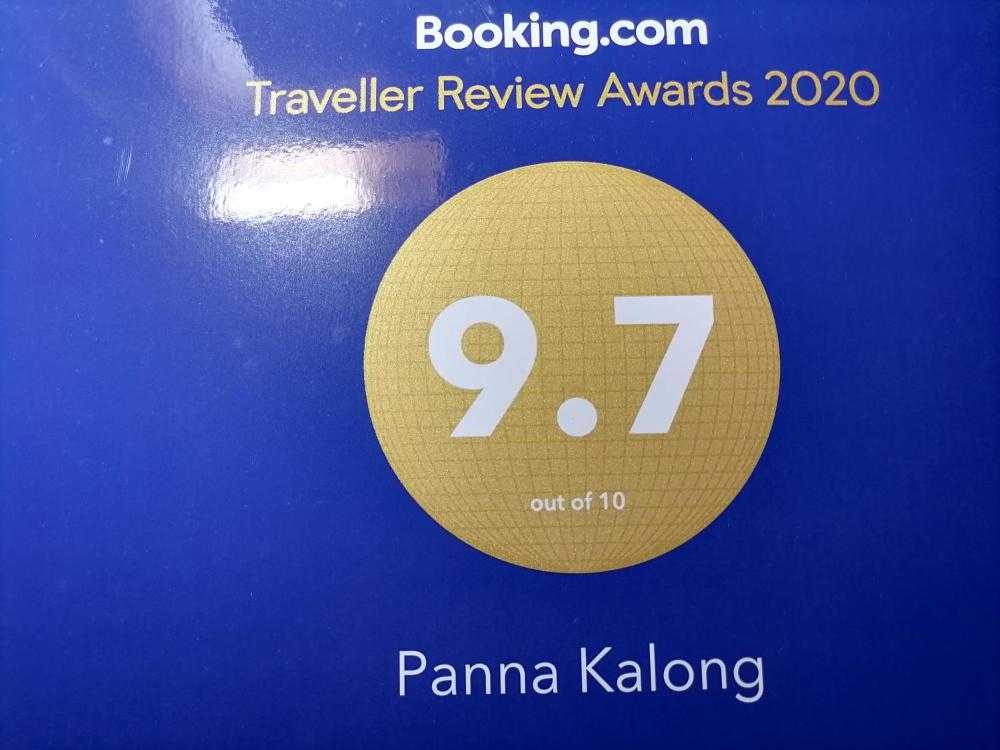 Booking.com
Traveller Review Awards 2020
9.7
out of 10
Panna Kalong